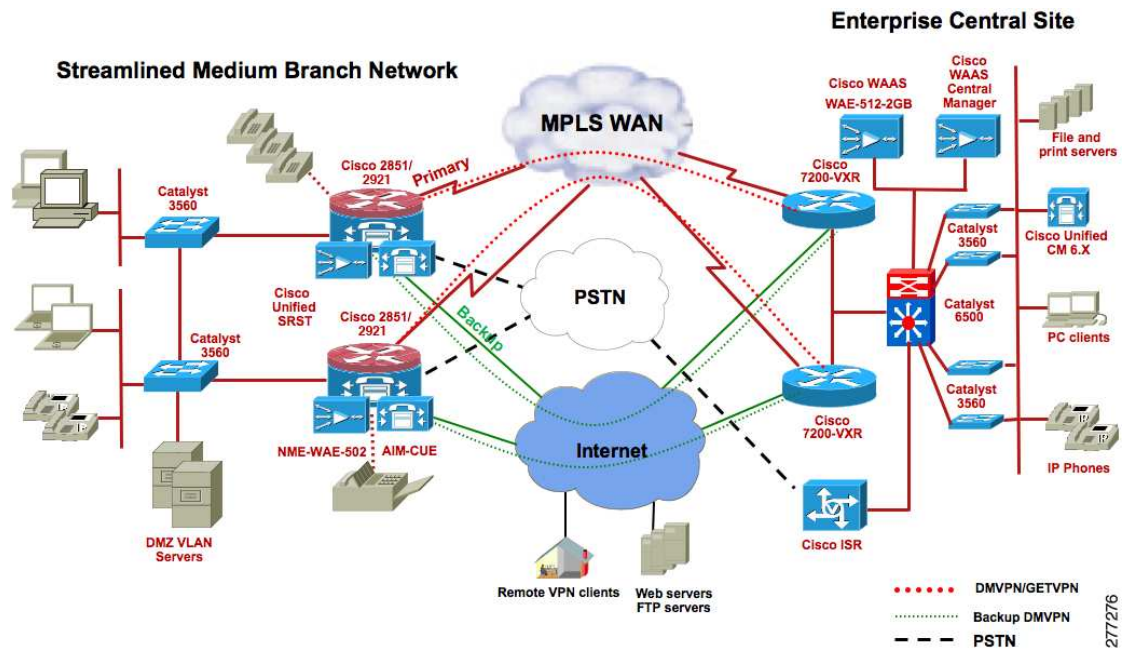 Enterprise Central Site
Streamlined Medium Branch Network
Cisco WAAS
WAE-512-2GB
Cisco
WAAS
Central
Manager
File and
print servers
MPLS WAN
Cisco 2851/
2921
Primary
Catalyst
3560
Cisco
7200-VXR
Catalyst
3560
Cisco Unified
CM 6.X
Cisco
Unified
SRST
PSTN
Backup
Cisco 2851/
2921
Catalyst
6500
PC clients
Catalyst
3560
Catalyst
3560
Cisco
7200-VXR
Internet
NME-WAE-502
AIM-CUE
IP Phones
DMZ VLAN
Servers
V
Cisco ISR
Remote VPN clients
Web servers
FTP servers
DMVPN/GETVPN
Backup DMVPN
PSTN
277276